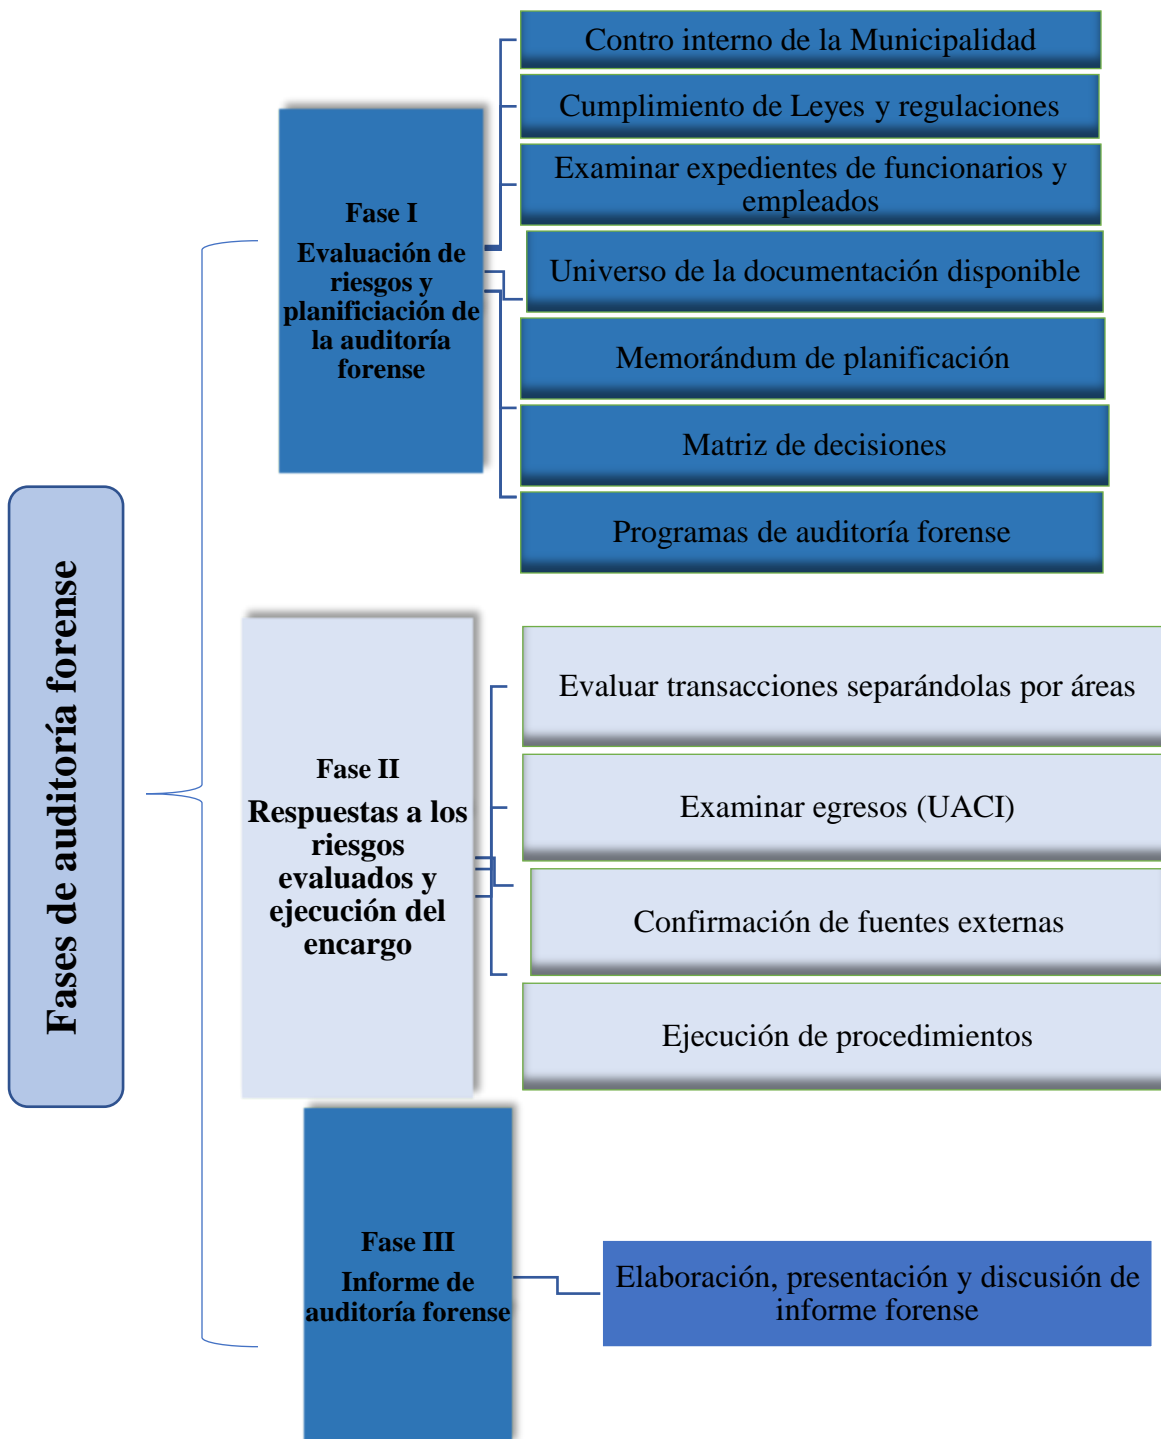 Fases de auditoría forense
Fase I
Evaluación de
riesgos y
planificiación de
la auditoría
forense
Contro interno de la Municipalidad
Cumplimiento de Leyes y regulaciones
Examinar expedientes de funcionarios y
empleados
Universo de la documentación disponible
Memorándum de planificación
Matriz de decisiones
Programas de auditoría forense
Fase II
Respuestas a los
riesgos
evaluados y
ejecución del
encargo
Evaluar transacciones separándolas por áreas
Examinar egresos (UACI)
Confirmación de fuentes externas
Ejecución de procedimientos
Fase III
Informe de
auditoría forense
Elaboración, presentación y discusión de
informe forense